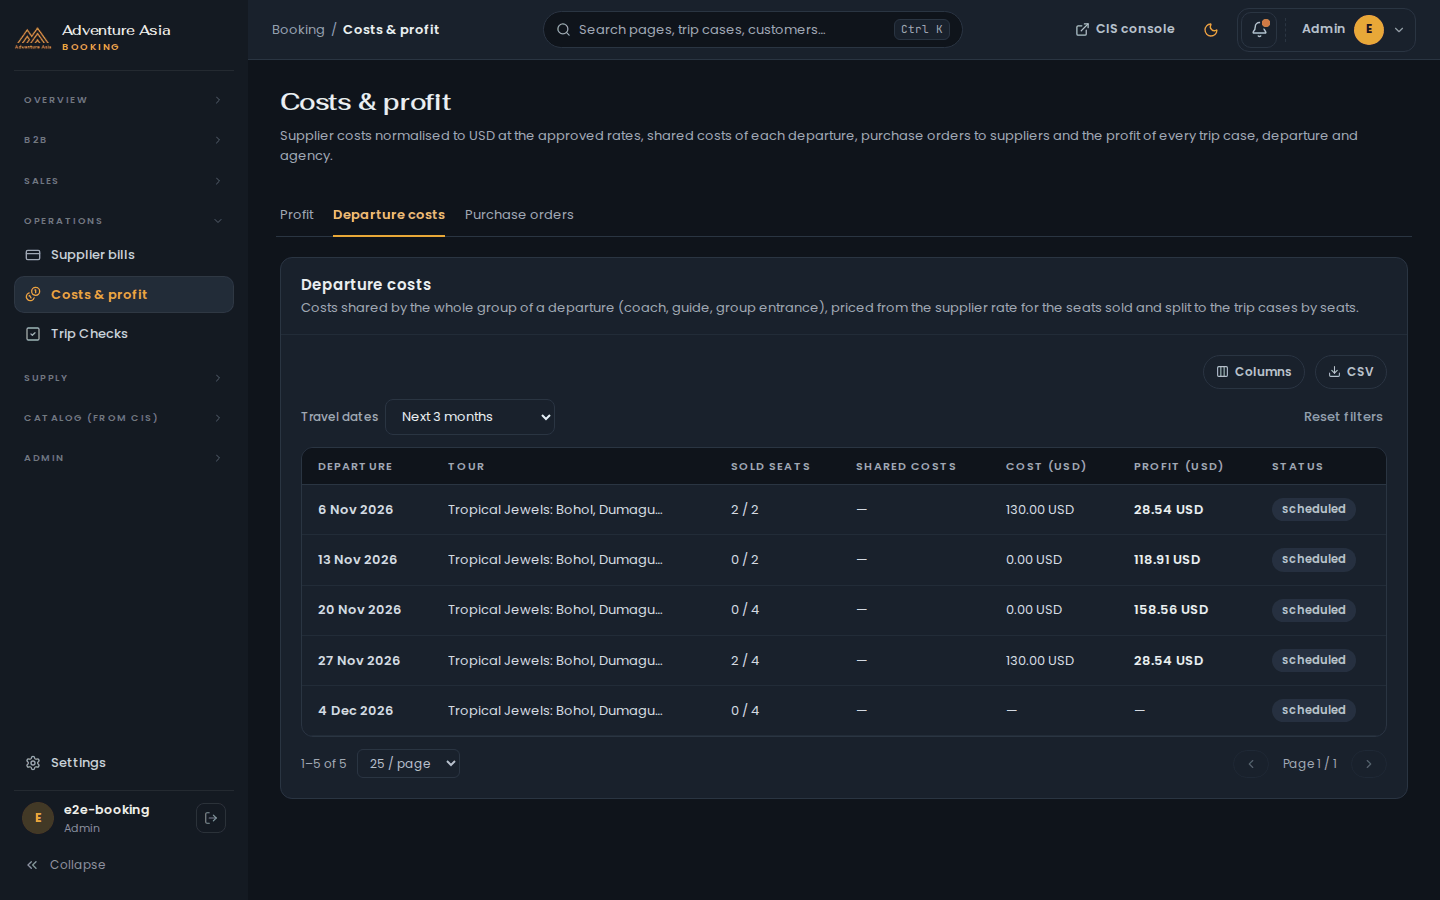 Adventure Asia
BOOKING
Adventure Asia
Booking / Costs & profit
Search pages, trip cases, customers... Ctrl K
CIS console
Admin E
OVERVIEW
B2B
SALES
OPERATIONS
Supplier bills
Costs & profit
Trip Checks
SUPPLY
CATALOG (FROM CIS)
ADMIN
Settings
E e2e-booking
Admin
Collapse
Costs & profit
Supplier costs normalised to USD at the approved rates, shared costs of each departure, purchase orders to suppliers and the profit of every trip case, departure and
agency.
Profit Departure costs Purchase orders
Departure costs
Costs shared by the whole group of a departure (coach, guide, group entrance), priced from the supplier rate for the seats sold and split to the trip cases by seats.
Columns CSV
Travel dates Next 3 months Reset filters
DEPARTURE TOUR SOLD SEATS SHARED COSTS COST (USD) PROFIT (USD) STATUS
6 Nov 2026 Tropical Jewels: Bohol, Dumagu... 2 / 2 — 130.00 USD 28.54 USD scheduled
13 Nov 2026 Tropical Jewels: Bohol, Dumagu... 0 / 2 — 0.00 USD 118.91 USD scheduled
20 Nov 2026 Tropical Jewels: Bohol, Dumagu... 0 / 4 — 0.00 USD 158.56 USD scheduled
27 Nov 2026 Tropical Jewels: Bohol, Dumagu... 2 / 4 — 130.00 USD 28.54 USD scheduled
4 Dec 2026 Tropical Jewels: Bohol, Dumagu... 0 / 4 — — — scheduled
1–5 of 5 25 / page Page 1 / 1